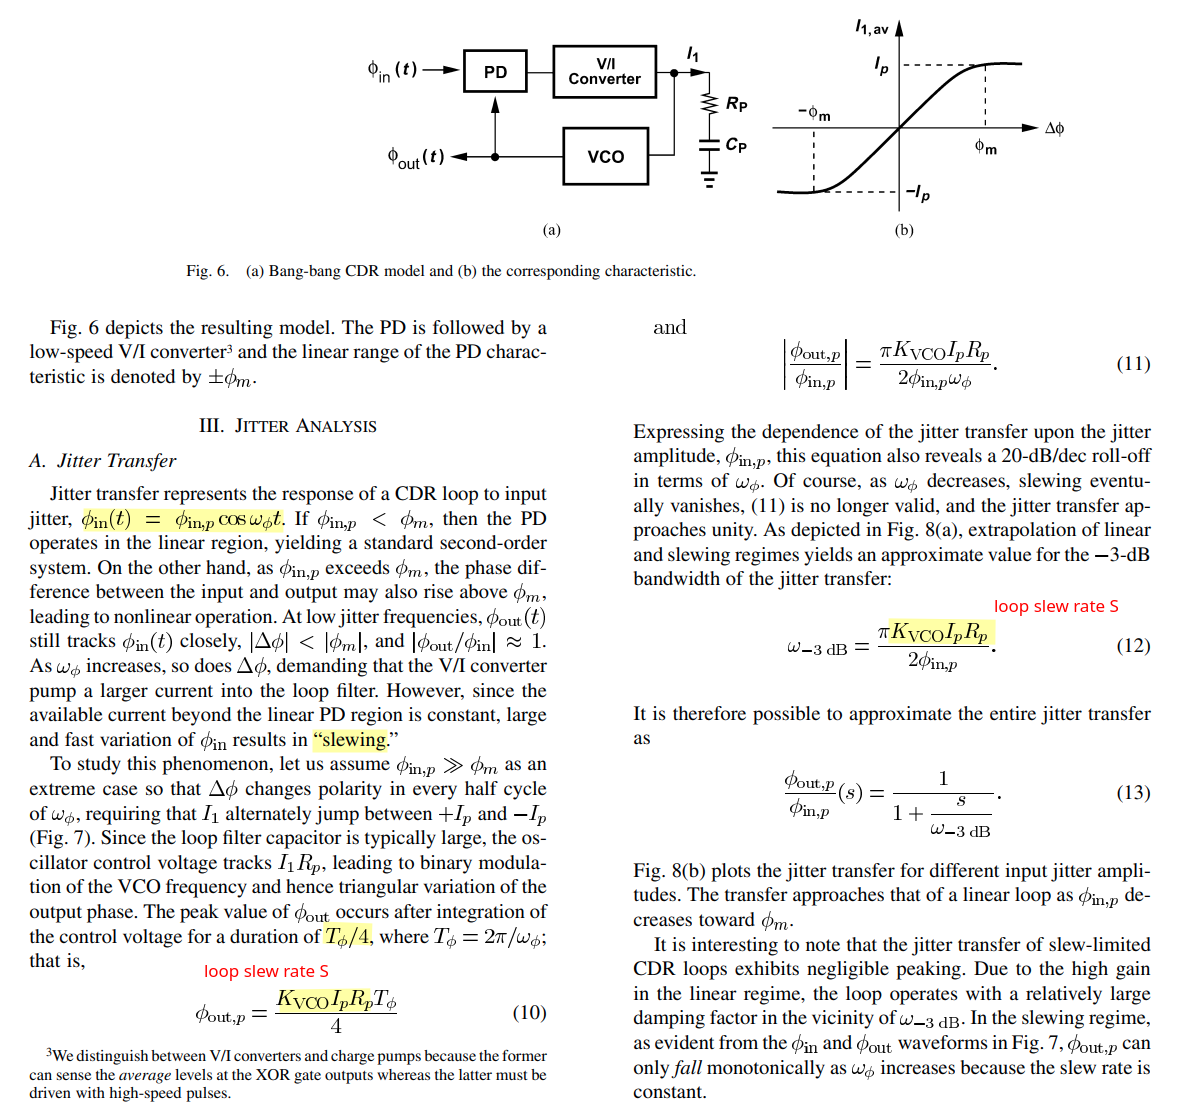 ϕin (t)
PD
V/I
Converter
I1
RP
CP
VCO
ϕout (t)
(a)
I1,av
Ip
−ϕm
Δϕ
ϕm
−Ip
(b)
Fig. 6. (a) Bang-bang CDR model and (b) the corresponding characteristic.
Fig. 6 depicts the resulting model. The PD is followed by a
low-speed V/I converter³ and the linear range of the PD charac-
teristic is denoted by ±ϕm.
III. JITTER ANALYSIS
A. Jitter Transfer
Jitter transfer represents the response of a CDR loop to input
jitter, ϕin(t) = ϕin,p cos ωϕt. If ϕin,p < ϕm, then the PD
operates in the linear region, yielding a standard second-order
system. On the other hand, as ϕin,p exceeds ϕm, the phase dif-
ference between the input and output may also rise above ϕm,
leading to nonlinear operation. At low jitter frequencies, ϕout(t)
still tracks ϕin(t) closely, |Δϕ| < |ϕm|, and |ϕout/ϕin| ≈ 1.
As ωϕ increases, so does Δϕ, demanding that the V/I converter
pump a larger current into the loop filter. However, since the
available current beyond the linear PD region is constant, large
and fast variation of ϕin results in “slewing.”
To study this phenomenon, let us assume ϕin,p ≫ ϕm as an
extreme case so that Δϕ changes polarity in every half cycle
of ωϕ, requiring that I1 alternately jump between +Ip and −Ip
(Fig. 7). Since the loop filter capacitor is typically large, the os-
cillator control voltage tracks I1Rp, leading to binary modula-
tion of the VCO frequency and hence triangular variation of the
output phase. The peak value of ϕout occurs after integration of
the control voltage for a duration of Tϕ/4, where Tϕ = 2π/ωϕ;
that is,
loop slew rate S
ϕout,p = KVCOIpRpTϕ / 4 (10)
³We distinguish between V/I converters and charge pumps because the former
can sense the average levels at the XOR gate outputs whereas the latter must be
driven with high-speed pulses.
and
|ϕout,p / ϕin,p| = πKVCOIpRp / 2ϕin,pωϕ. (11)
Expressing the dependence of the jitter transfer upon the jitter
amplitude, ϕin,p, this equation also reveals a 20-dB/dec roll-off
in terms of ωϕ. Of course, as ωϕ decreases, slewing eventu-
ally vanishes, (11) is no longer valid, and the jitter transfer ap-
proaches unity. As depicted in Fig. 8(a), extrapolation of linear
and slewing regimes yields an approximate value for the −3-dB
bandwidth of the jitter transfer:
loop slew rate S
ω−3 dB = πKVCOIpRp / 2ϕin,p. (12)
It is therefore possible to approximate the entire jitter transfer
as
ϕout,p / ϕin,p (s) = 1 / (1 + s / ω−3 dB). (13)
Fig. 8(b) plots the jitter transfer for different input jitter ampli-
tudes. The transfer approaches that of a linear loop as ϕin,p de-
creases toward ϕm.
It is interesting to note that the jitter transfer of slew-limited
CDR loops exhibits negligible peaking. Due to the high gain
in the linear regime, the loop operates with a relatively large
damping factor in the vicinity of ω−3 dB. In the slewing regime,
as evident from the ϕin and ϕout waveforms in Fig. 7, ϕout,p can
only fall monotonically as ωϕ increases because the slew rate is
constant.